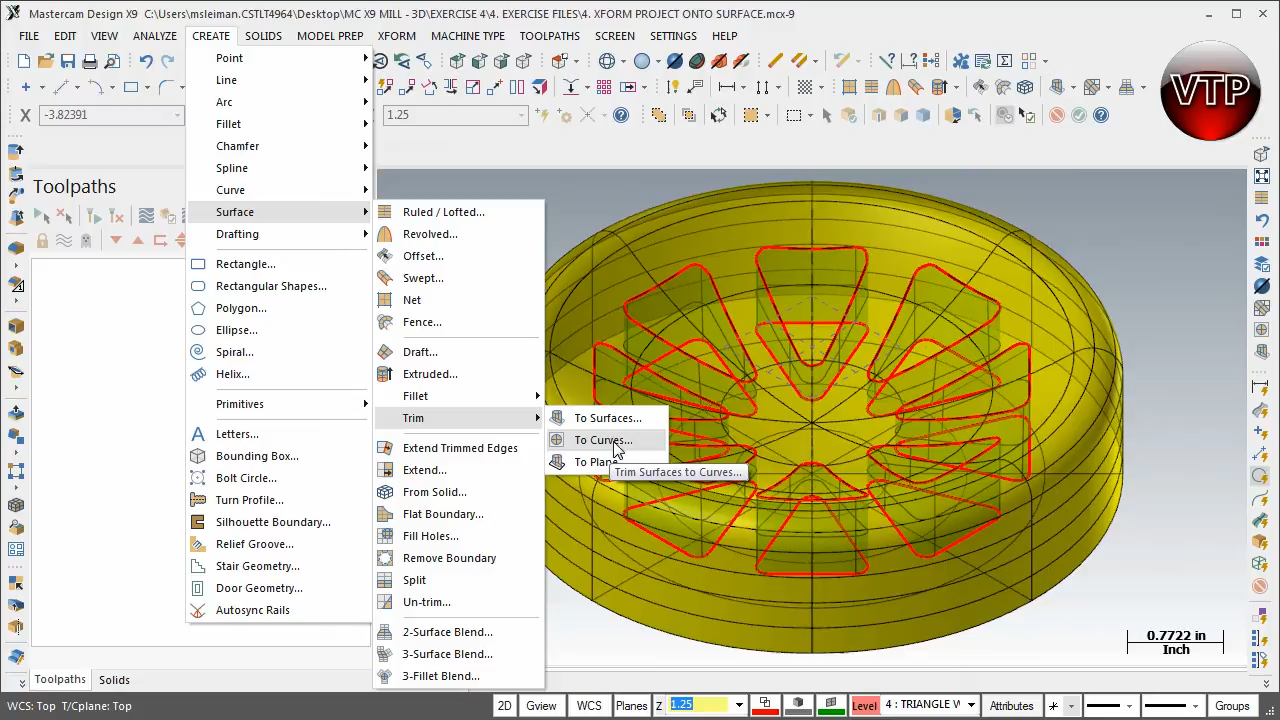 Mastercam Design X9 C:\Users\msleiman.CSTLT4964\Desktop\MC X9 MILL - 3D\EXERCISE 4\4. EXERCISE FILES\4. XFORM PROJECT ONTO SURFACE.mcx-9
FILE EDIT VIEW ANALYZE CREATE SOLIDS MODEL PREP XFORM MACHINE TYPE TOOLPATHS SCREEN SETTINGS HELP
VTP
X -3.82391 1.25
Toolpaths
Point
Line
Arc
Fillet
Chamfer
Spline
Curve
Surface
Drafting
Rectangle...
Rectangular Shapes...
Polygon...
Ellipse...
Spiral...
Helix...
Primitives
Letters...
Bounding Box...
Bolt Circle...
Turn Profile...
Silhouette Boundary...
Relief Groove...
Stair Geometry...
Door Geometry...
Autosync Rails
Ruled / Lofted...
Revolved...
Offset...
Swept...
Net
Fence...
Draft...
Extruded...
Fillet
Trim
Extend Trimmed Edges
Extend...
From Solid...
Flat Boundary...
Fill Holes...
Remove Boundary
Split
Un-trim...
2-Surface Blend...
3-Surface Blend...
3-Fillet Blend...
To Surfaces...
To Curves...
To Plane
Trim Surfaces to Curves...
0.7722 in
Inch
Toolpaths Solids
WCS: Top T/Cplane: Top 2D Gview WCS Planes Z 1.25 Level 4 : TRIANGLE W Attributes Groups